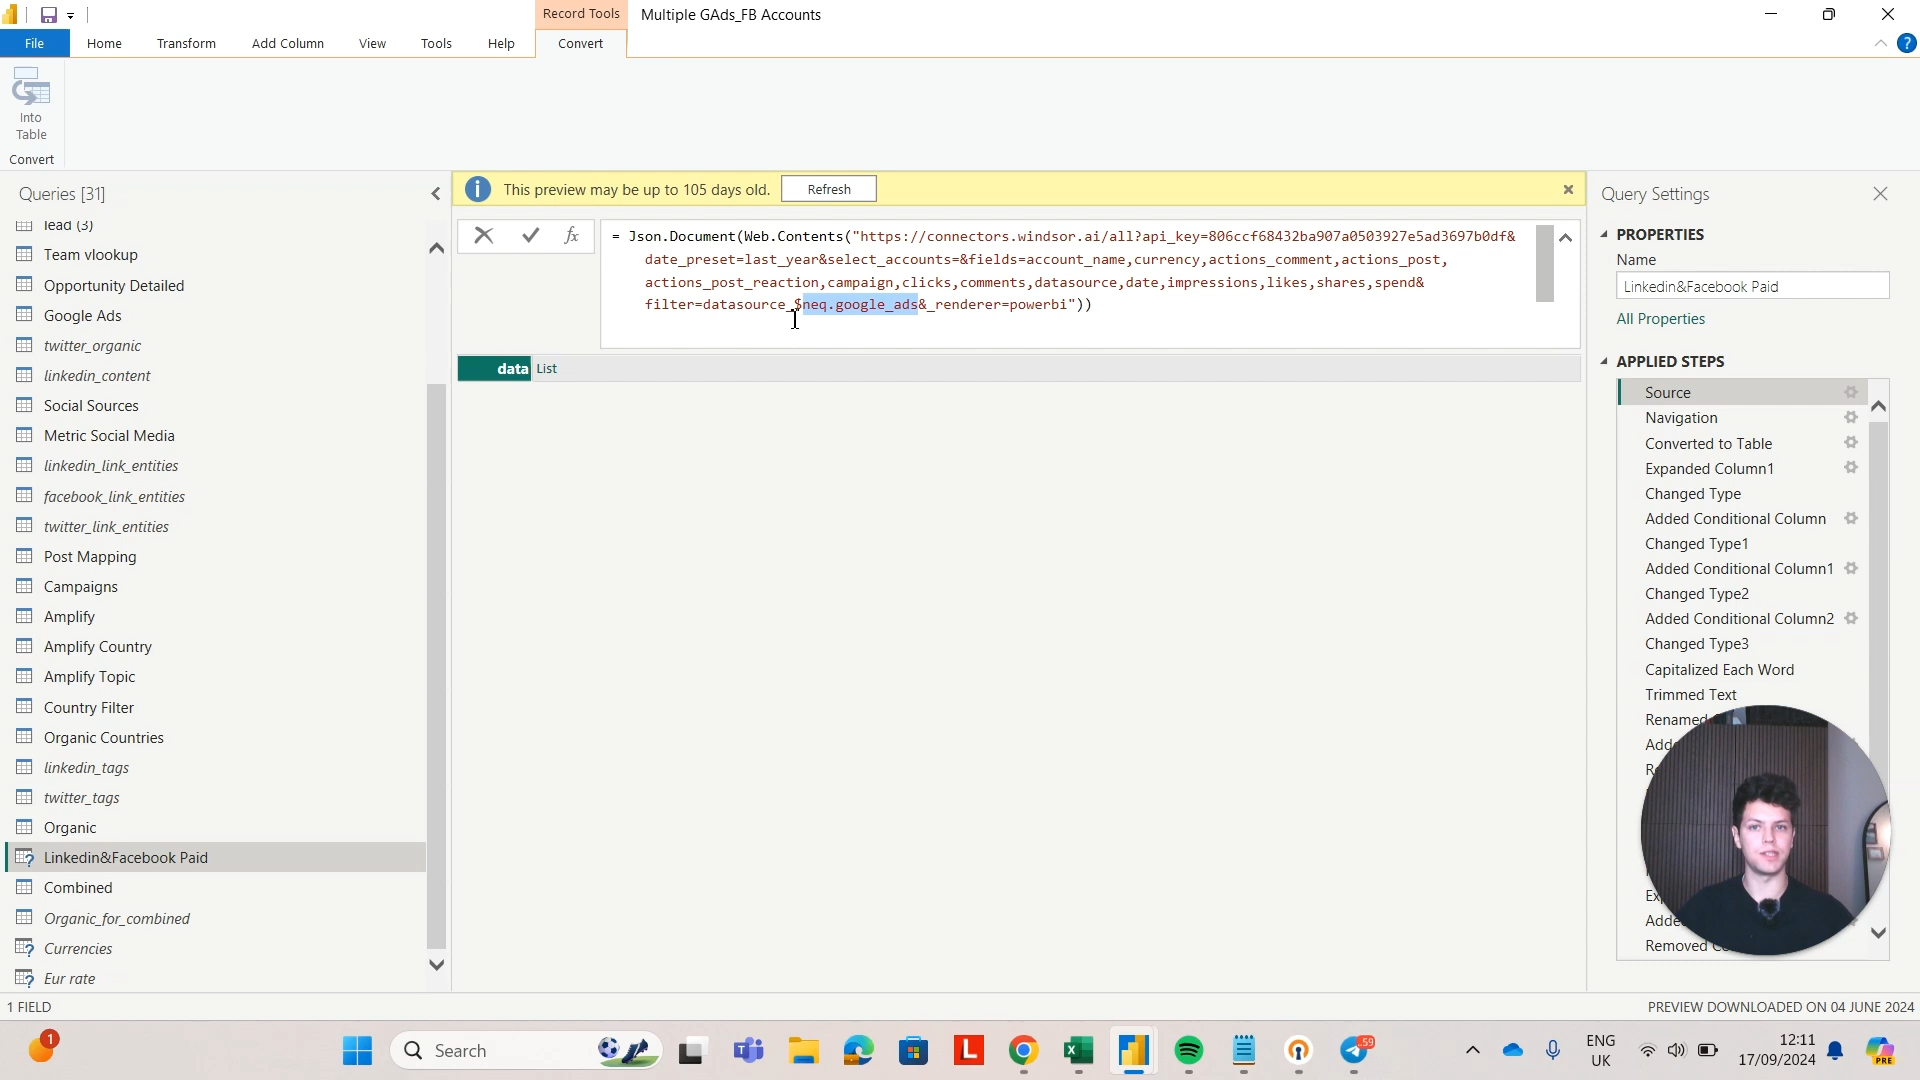 Record Tools
Multiple GAds_FB Accounts
File
Home
Transform
Add Column
View
Tools
Help
Convert
?
Into
Table
Convert
Queries [31]
lead (3)
Team vlookup
Opportunity Detailed
Google Ads
twitter_organic
linkedin_content
Social Sources
Metric Social Media
linkedin_link_entities
facebook_link_entities
twitter_link_entities
Post Mapping
Campaigns
Amplify
Amplify Country
Amplify Topic
Country Filter
Organic Countries
linkedin_tags
twitter_tags
Organic
Linkedin&Facebook Paid
Combined
Organic_for_combined
Currencies
Eur rate
This preview may be up to 105 days old.
Refresh
fx
= Json.Document(Web.Contents("https://connectors.windsor.ai/all?api_key=806ccf68432ba907a0503927e5ad3697b0df&
date_preset=last_year&select_accounts=&fields=account_name,currency,actions_comment,actions_post,
actions_post_reaction,campaign,clicks,comments,datasource,date,impressions,likes,shares,spend&
filter=datasource_$neq.google_ads&_renderer=powerbi"))
data
List
Query Settings
PROPERTIES
Name
Linkedin&Facebook Paid
All Properties
APPLIED STEPS
Source
Navigation
Converted to Table
Expanded Column1
Changed Type
Added Conditional Column
Changed Type1
Added Conditional Column1
Changed Type2
Added Conditional Column2
Changed Type3
Capitalized Each Word
Trimmed Text
Renamed
Removed
1 FIELD
PREVIEW DOWNLOADED ON 04 JUNE 2024
1
Search
L
59
ENG
UK
12:11
17/09/2024
PRE